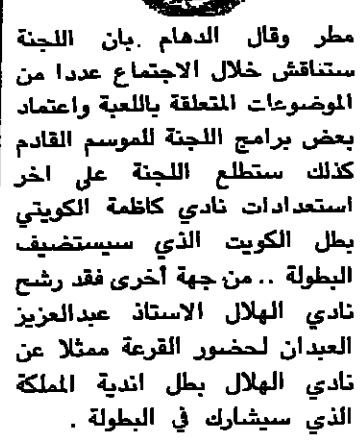 مطر وقال الدهام .بان اللجنة
ستناقش خلال الاجتماع عددا من
الموضوعات المتعلقة باللعبة واعتماد
بعض برامج اللجنة للموسم القادم
كذلك ستطلع اللجنة على اخر
استعدادات نادي كاظمة الكويتي
بطل الكويت الذي سيستضيف
البطولة .. من جهة أخرى فقد رشح
نادي الهلال الاستاذ عبدالعزيز
العبدان لحضور القرعة ممثلا عن
نادي الهلال بطل اندية المملكة
الذي سيشارك في البطولة .